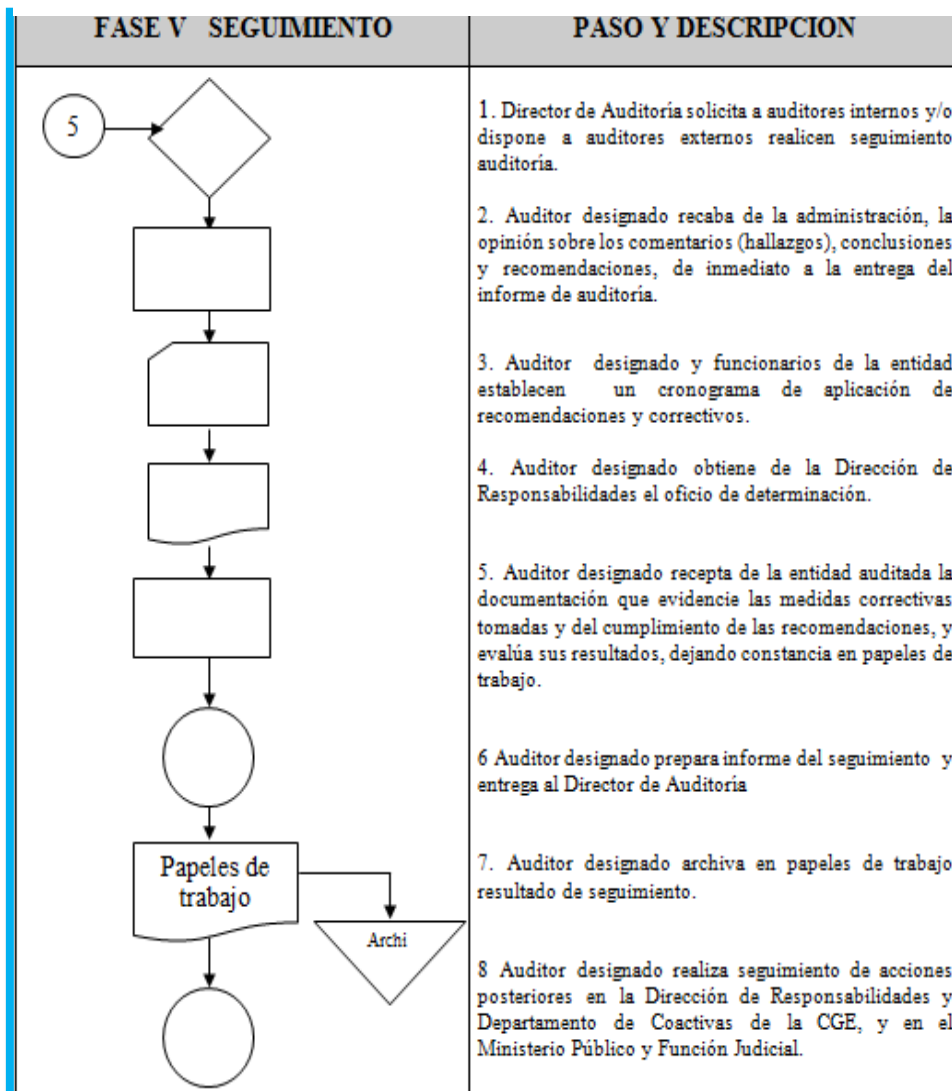 FASE V SEGUIMIENTO
PASO Y DESCRIPCION
5
1. Director de Auditoría solicita a auditores internos y/o
dispone a auditores externos realicen seguimiento
auditoría.
2. Auditor designado recaba de la administración, la
opinión sobre los comentarios (hallazgos), conclusiones
y recomendaciones, de inmediato a la entrega del
informe de auditoría.
3. Auditor designado y funcionarios de la entidad
establecen un cronograma de aplicación de
recomendaciones y correctivos.
4. Auditor designado obtiene de la Dirección de
Responsabilidades el oficio de determinación.
5. Auditor designado recepta de la entidad auditada la
documentación que evidencie las medidas correctivas
tomadas y del cumplimiento de las recomendaciones, y
evalúa sus resultados, dejando constancia en papeles de
trabajo.
6 Auditor designado prepara informe del seguimiento y
entrega al Director de Auditoría
Papeles de
trabajo
Archi
7. Auditor designado archiva en papeles de trabajo
resultado de seguimiento.
8 Auditor designado realiza seguimiento de acciones
posteriores en la Dirección de Responsabilidades y
Departamento de Coactivas de la CGE, y en el
Ministerio Público y Función Judicial.